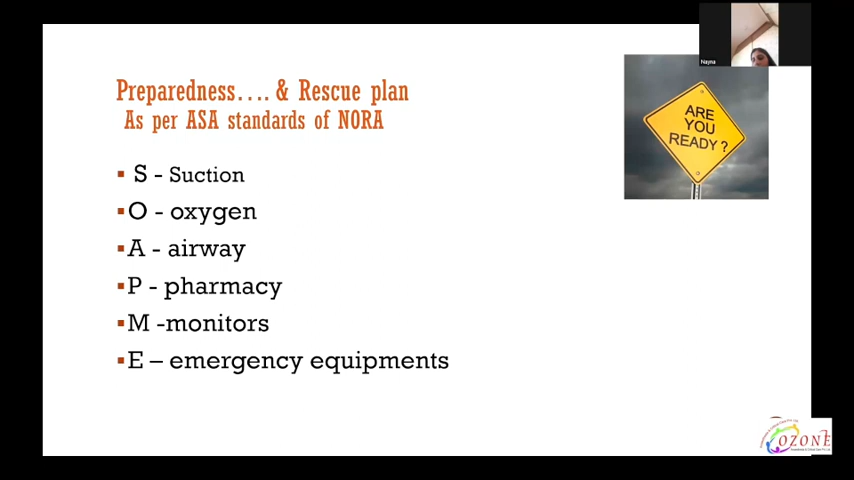 Nayna
Preparedness.... & Rescue plan
As per ASA standards of NORA
ARE
YOU
READY ?
▪ S - Suction
▪O - oxygen
▪A - airway
▪P - pharmacy
▪M -monitors
▪E – emergency equipments
OZONE